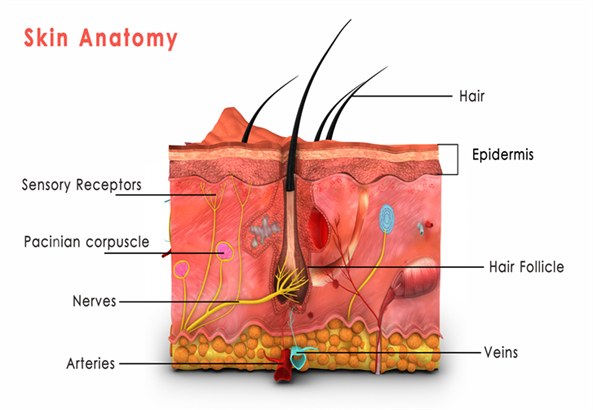 Skin Anatomy
Hair
Epidermis
Sensory Receptors
Pacinian corpuscle
Hair Follicle
Nerves
Veins
Arteries